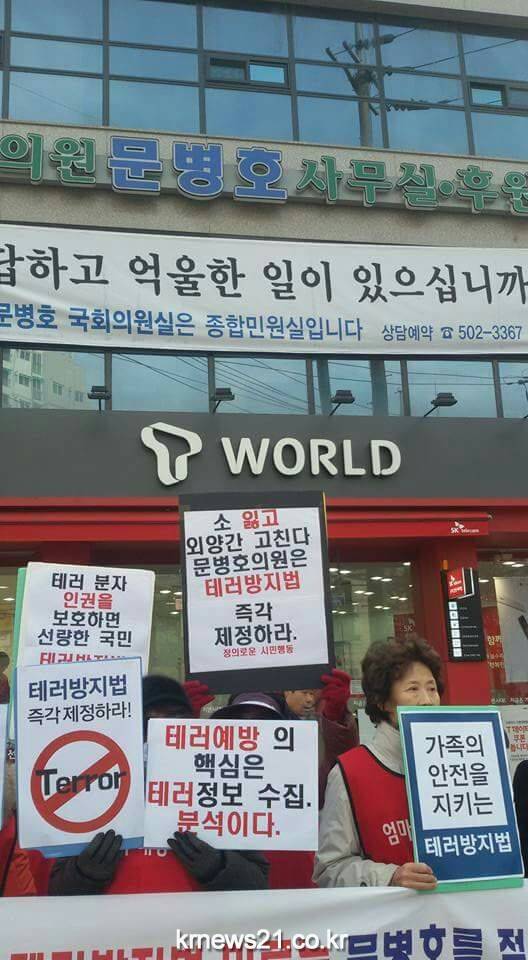 의원 문병호 사무실·후원
답하고 억울한 일이 있으십니까
문병호 국회의원실은 종합민원실입니다 상담예약 ☎ 502-3367
T WORLD
SK telecom
소 잃고
외양간 고친다
문병호의원은
테러방지법
즉각
제정하라.
정의로운 시민행동
테러 분자
인권을
보호하면
선량한 국민
테러방지법
즉각 제정하라!
Terror
테러예방 의
핵심은
테러정보 수집.
분석이다.
가족의
안전을
지키는
테러방지법
엄마
krnews21.co.kr
문병호를